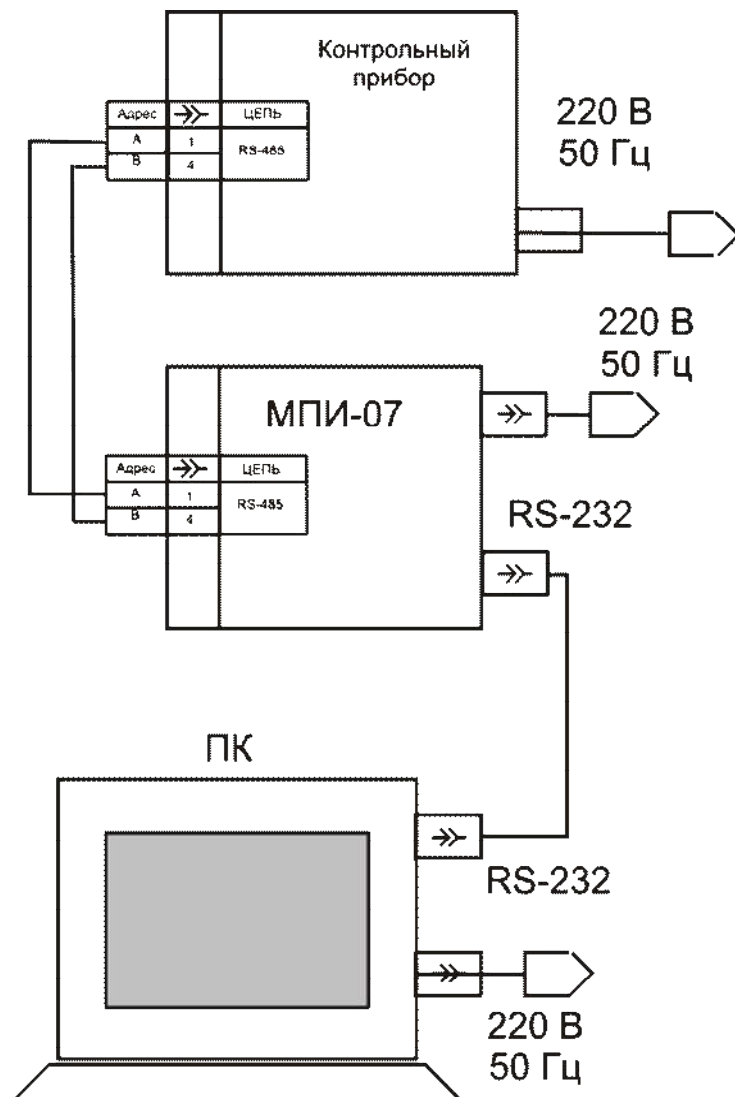 Контрольный
прибор
Адрес ЦЕПЬ
А 1 RS-485
В 4
220 В
50 Гц
220 В
50 Гц
МПИ-07
Адрес ЦЕПЬ
А 1 RS-485
В 4
RS-232
ПК
RS-232
220 В
50 Гц